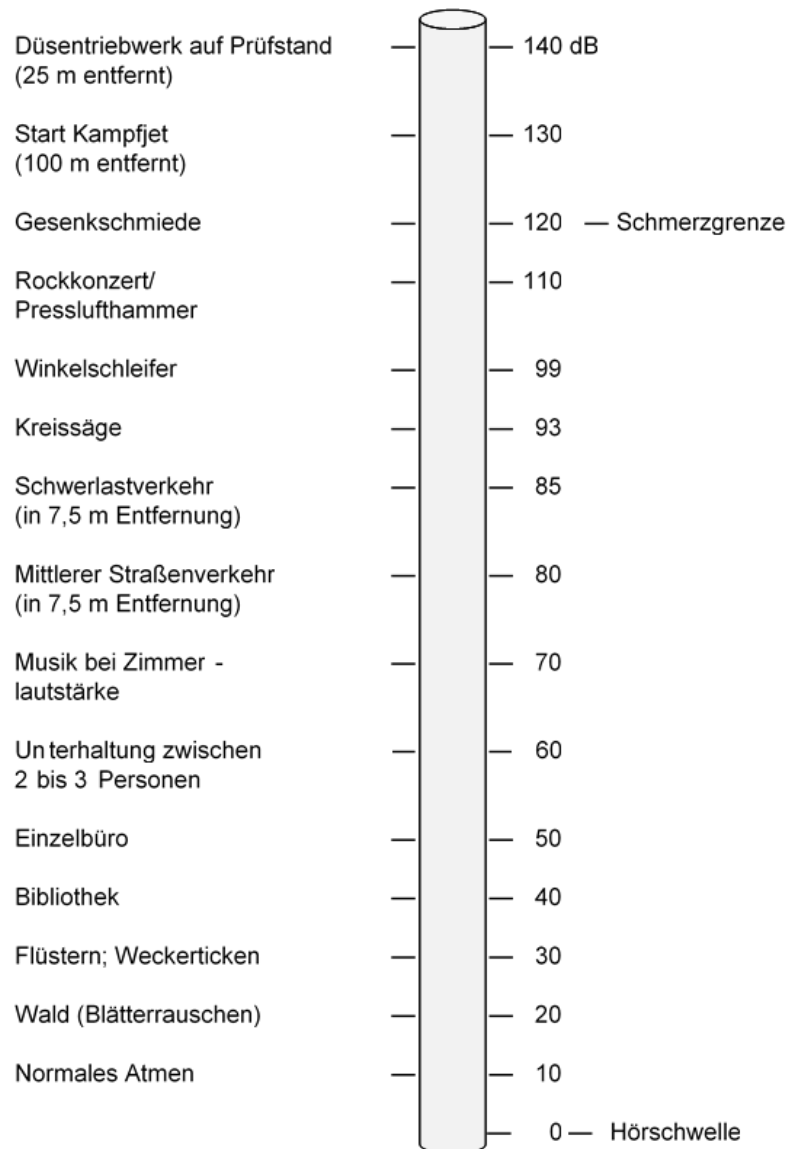 Düsentriebwerk auf Prüfstand — — 140 dB
(25 m entfernt)
Start Kampfjet — — 130
(100 m entfernt)
Gesenkschmiede — — 120 — Schmerzgrenze
Rockkonzert/ — — 110
Presslufthammer
Winkelschleifer — — 99
Kreissäge — — 93
Schwerlastverkehr — — 85
(in 7,5 m Entfernung)
Mittlerer Straßenverkehr — — 80
(in 7,5 m Entfernung)
Musik bei Zimmer - — — 70
lautstärke
Un terhaltung zwischen — — 60
2 bis 3 Personen
Einzelbüro — — 50
Bibliothek — — 40
Flüstern; Weckerticken — — 30
Wald (Blätterrauschen) — — 20
Normales Atmen — — 10
— 0 — Hörschwelle